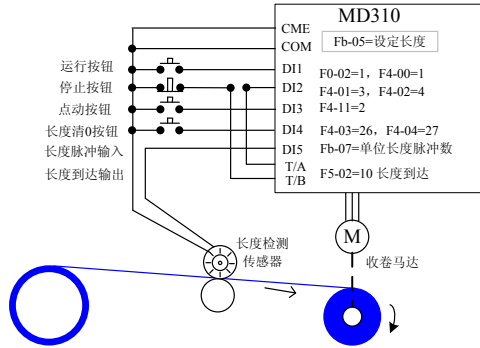 MD310
CME
Fb-05=设定长度
COM
运行按钮
DI1
F0-02=1，F4-00=1
停止按钮
DI2
F4-01=3，F4-02=4
点动按钮
DI3
F4-11=2
长度清0按钮
DI4
F4-03=26，F4-04=27
长度脉冲输入
DI5
Fb-07=单位长度脉冲数
长度到达输出
T/A
T/B
F5-02=10 长度到达
M
长度检测
传感器
收卷马达